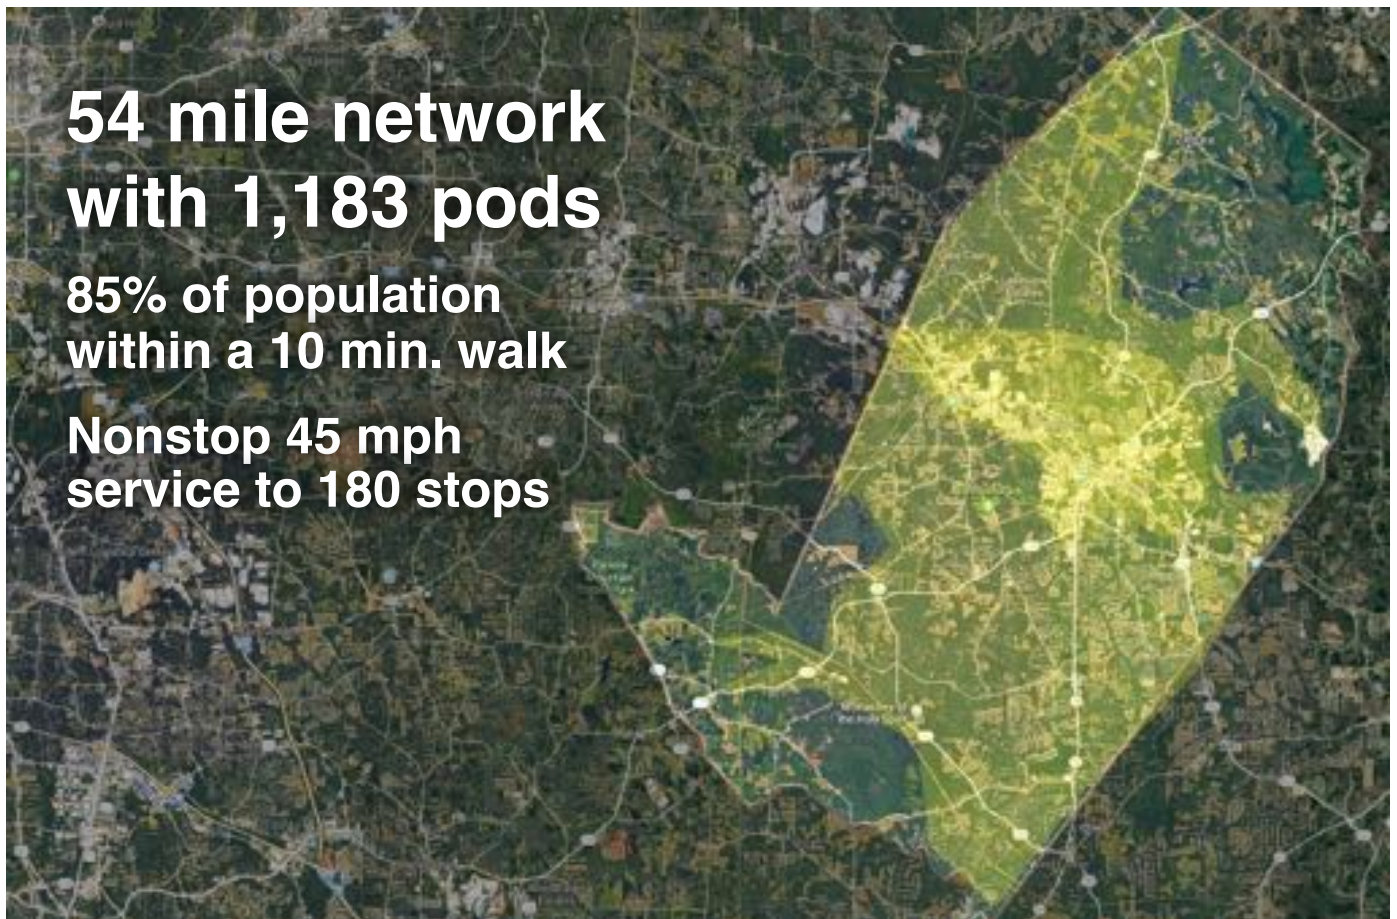 54 mile network
with 1,183 pods
85% of population
within a 10 min. walk
Nonstop 45 mph
service to 180 stops